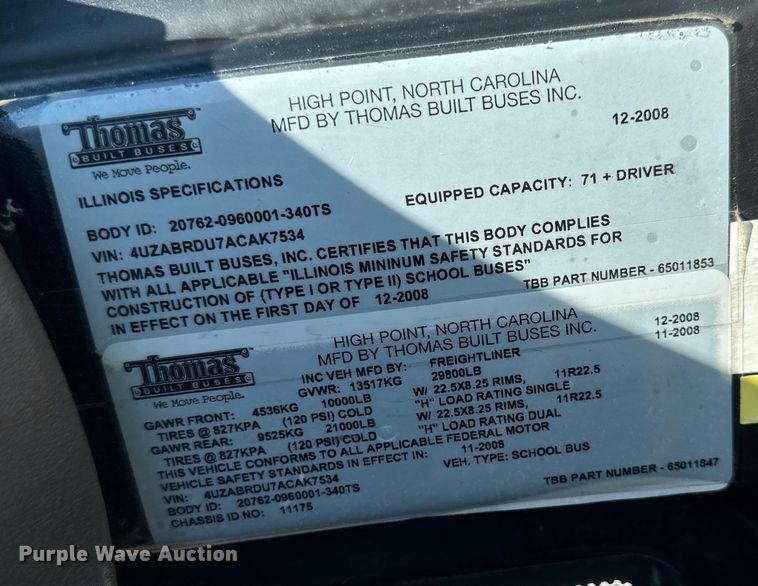 Thomas
BUILT BUSES
We Move People.
HIGH POINT, NORTH CAROLINA
MFD BY THOMAS BUILT BUSES INC.
12-2008
ILLINOIS SPECIFICATIONS
EQUIPPED CAPACITY: 71 + DRIVER
BODY ID: 20762-0960001-340TS
VIN: 4UZABRDU7ACAK7534
THOMAS BUILT BUSES, INC. CERTIFIES THAT THIS BODY COMPLIES
WITH ALL APPLICABLE "ILLINOIS MININUM SAFETY STANDARDS FOR
CONSTRUCTION OF (TYPE I OR TYPE II) SCHOOL BUSES"
IN EFFECT ON THE FIRST DAY OF 12-2008
TBB PART NUMBER - 65011853
Thomas
BUILT BUSES
We Move People.
HIGH POINT, NORTH CAROLINA
MFD BY THOMAS BUILT BUSES INC.
12-2008
11-2008
INC VEH MFD BY: FREIGHTLINER
GVWR: 13517KG 29800LB
GAWR FRONT: 4536KG 10000LB W/ 22.5X8.25 RIMS, 11R22.5
TIRES @ 827KPA (120 PSI) COLD "H" LOAD RATING SINGLE
GAWR REAR: 9525KG 21000LB W/ 22.5X8.25 RIMS, 11R22.5
TIRES @ 827KPA (120 PSI) COLD "H" LOAD RATING DUAL
THIS VEHICLE CONFORMS TO ALL APPLICABLE FEDERAL MOTOR
VEHICLE SAFETY STANDARDS IN EFFECT IN: 11-2008
VIN: 4UZABRDU7ACAK7534 VEH. TYPE: SCHOOL BUS
BODY ID: 20762-0960001-340TS
CHASSIS ID: 11175
TBB PART NUMBER - 65011847
Purple Wave Auction